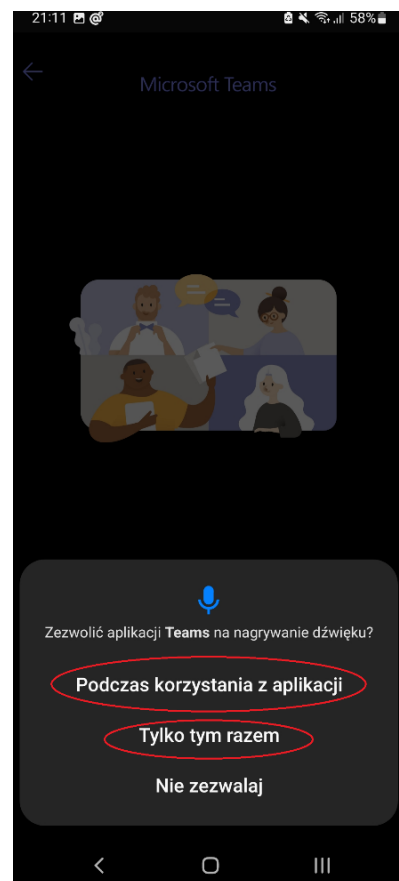 21:11 58%
Microsoft Teams
Zezwolić aplikacji Teams na nagrywanie dźwięku?
Podczas korzystania z aplikacji
Tylko tym razem
Nie zezwalaj